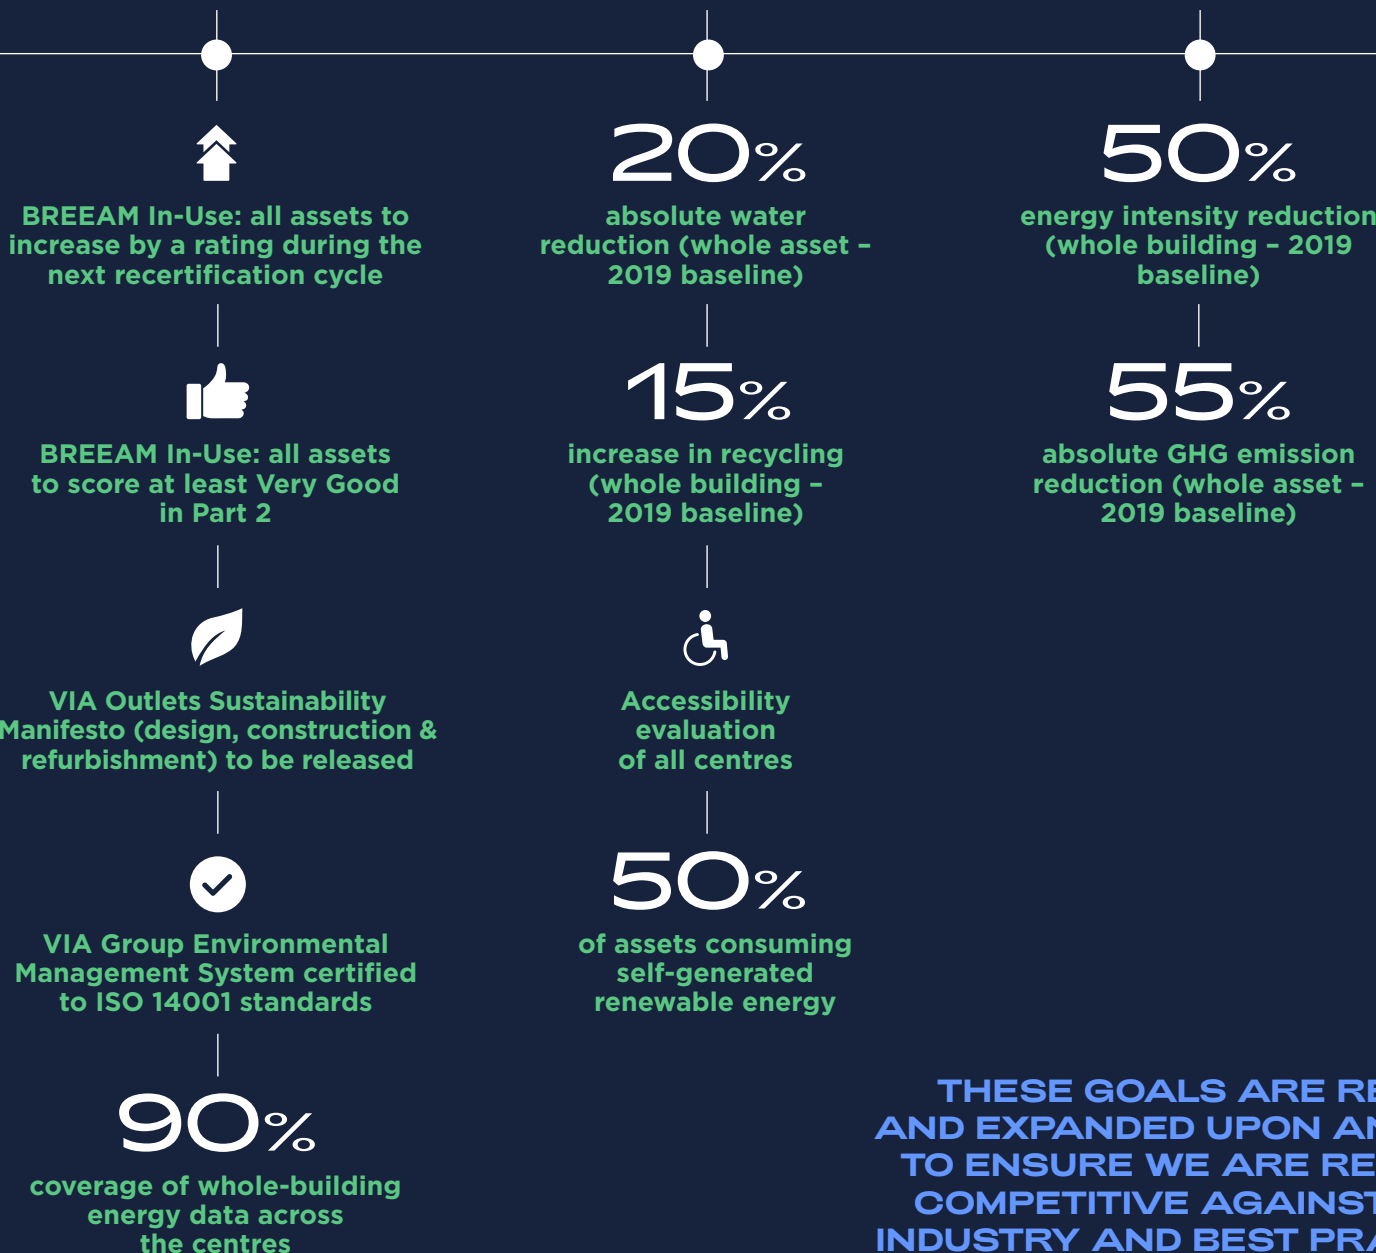 BREEAM In-Use: all assets to
increase by a rating during the
next recertification cycle
BREEAM In-Use: all assets
to score at least Very Good
in Part 2
VIA Outlets Sustainability
Manifesto (design, construction &
refurbishment) to be released
VIA Group Environmental
Management System certified
to ISO 14001 standards
90%
coverage of whole-building
energy data across
the centres
20%
absolute water
reduction (whole asset –
2019 baseline)
15%
increase in recycling
(whole building –
2019 baseline)
Accessibility
evaluation
of all centres
50%
of assets consuming
self-generated
renewable energy
50%
energy intensity reduction
(whole building – 2019
baseline)
55%
absolute GHG emission
reduction (whole asset –
2019 baseline)
THESE GOALS ARE
AND EXPANDED UPON
TO ENSURE WE ARE
COMPETITIVE AGAINST
INDUSTRY AND BEST